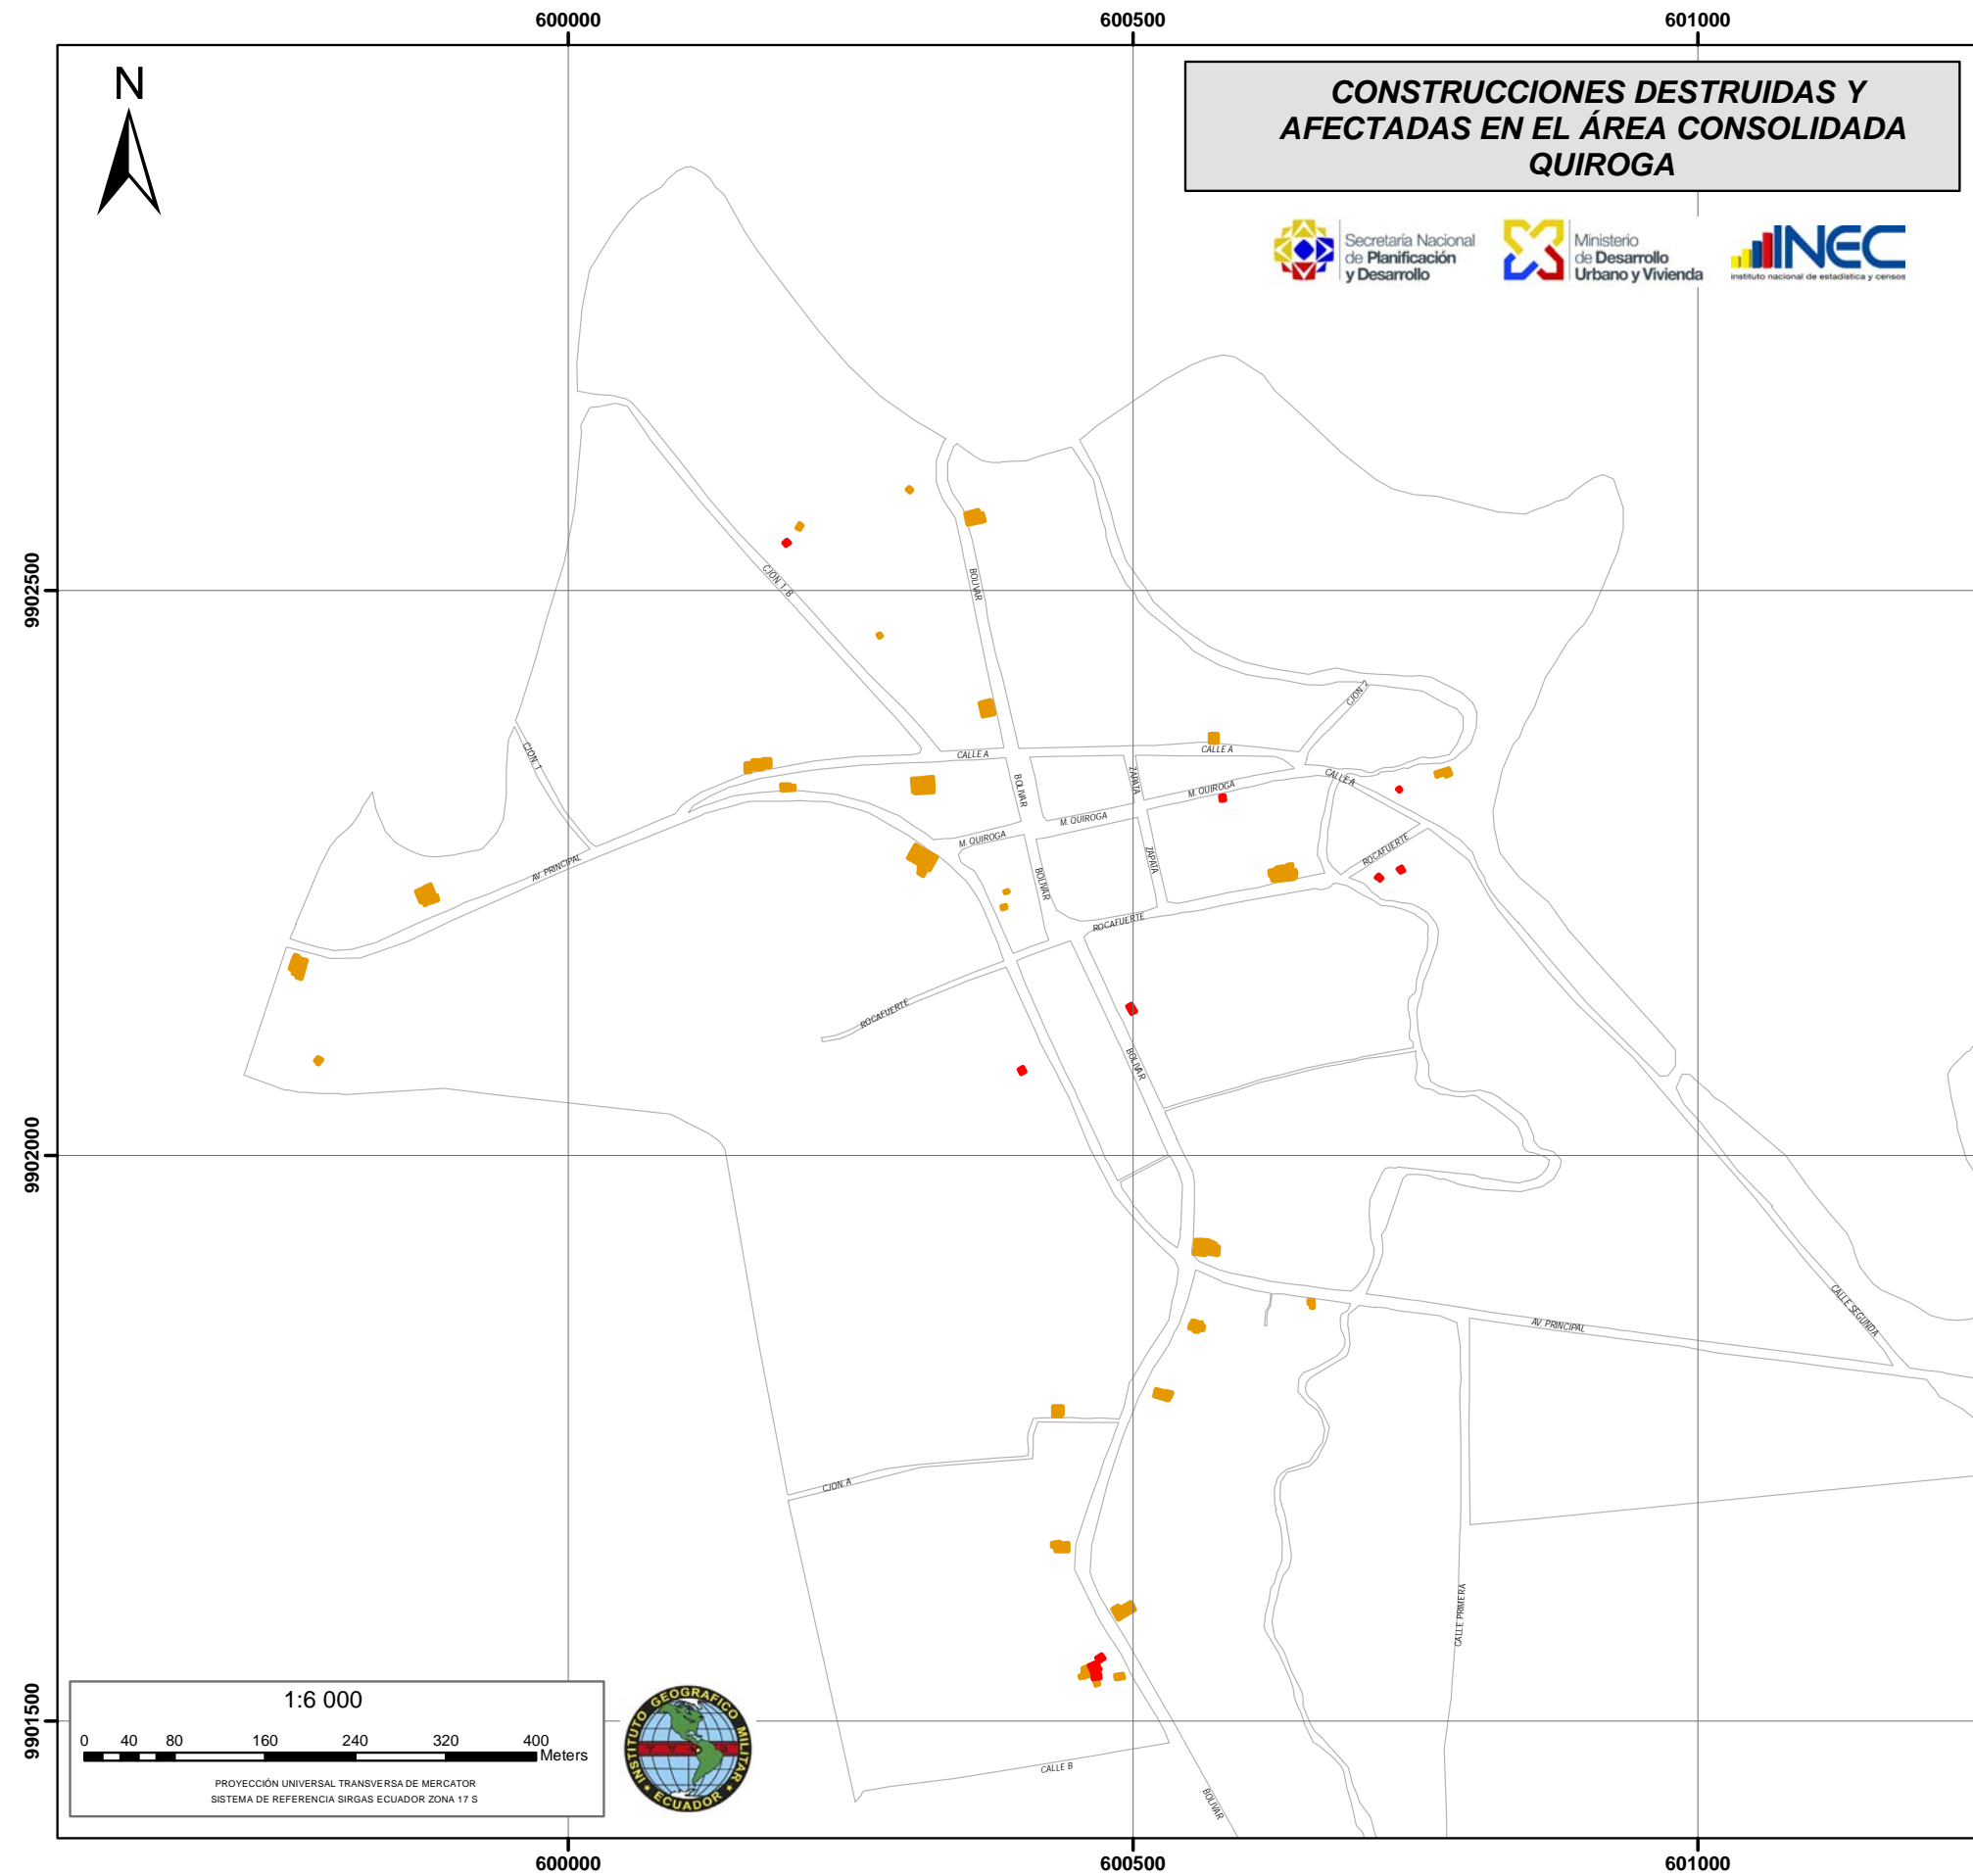 600000
600500
601000
N
CONSTRUCCIONES DESTRUIDAS Y
AFECTADAS EN EL ÁREA CONSOLIDADA
QUIROGA
Secretaría Nacional
de Planificación
y Desarrollo
Ministerio
de Desarrollo
Urbano y Vivienda
INEC
instituto nacional de estadística y censos
9902500
9902000
9901500
CJON. 1 B
BOLIVAR
CJON. 2
CJON. 1
CALLE A
CALLE A
CALLE A
BOLIVAR
ZAPATA
M. QUIROGA
M. QUIROGA
M. QUIROGA
AV. PRINCIPAL
BOLIVAR
ZAPATA
ROCAFUERTE
ROCAFUERTE
ROCAFUERTE
BOLIVAR
CALLE SEGUNDA
AV. PRINCIPAL
CJON. A
CALLE PRIMERA
CALLE B
BOLIVAR
1:6 000
0 40 80 160 240 320 400
Meters
PROYECCIÓN UNIVERSAL TRANSVERSA DE MERCATOR
SISTEMA DE REFERENCIA SIRGAS ECUADOR ZONA 17 S
INSTITUTO GEOGRAFICO MILITAR
ECUADOR
600000
600500
601000